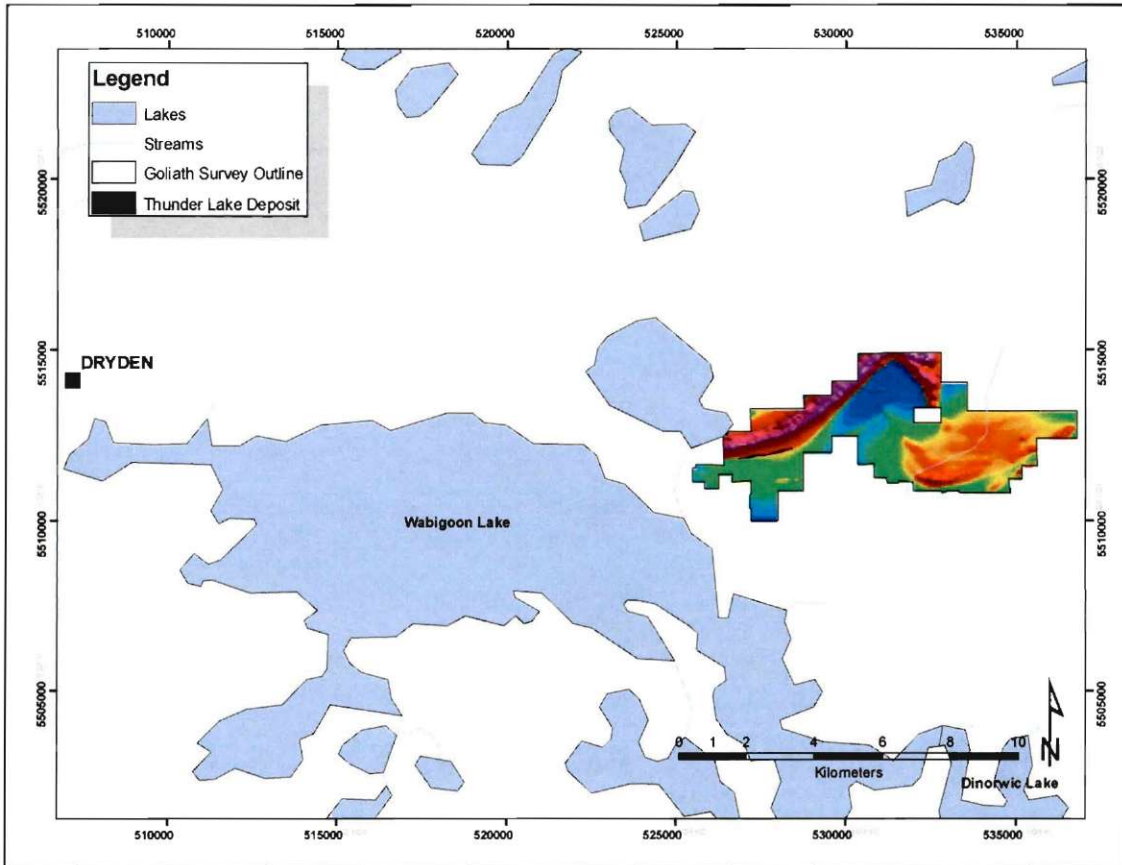 510000 515000 520000 525000 530000 535000
Legend
Lakes
Streams
Goliath Survey Outline
Thunder Lake Deposit
5520000 5520000
5515000 5515000
DRYDEN
5510000 5510000
Wabigoon Lake
5505000 5505000
0 1 2 4 6 8 10
Kilometers
N
Dinorwic Lake
510000 515000 520000 525000 530000 535000